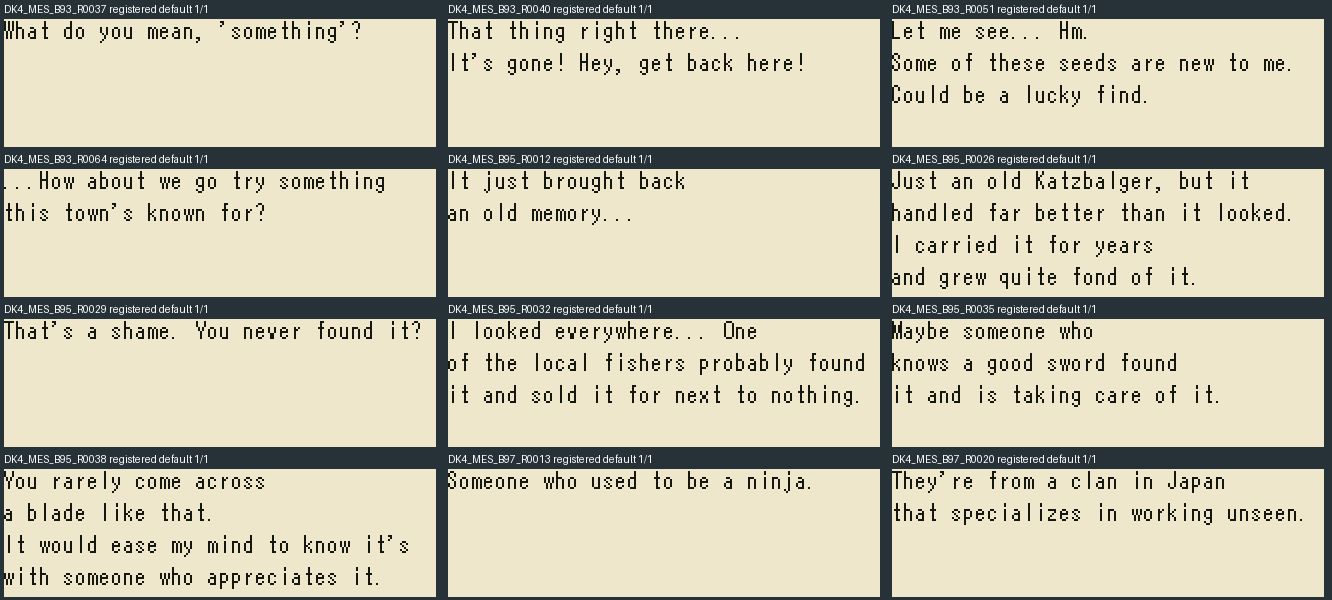 DK4_MES_B93_R0037 registered default 1/1
What do you mean, 'something'?
DK4_MES_B93_R0040 registered default 1/1
That thing right there...
It's gone! Hey, get back here!
DK4_MES_B93_R0051 registered default 1/1
Let me see... Hm.
Some of these seeds are new to me.
Could be a lucky find.
DK4_MES_B93_R0064 registered default 1/1
...How about we go try something
this town's known for?
DK4_MES_B95_R0012 registered default 1/1
It just brought back
an old memory...
DK4_MES_B95_R0026 registered default 1/1
Just an old Katzbalger, but it
handled far better than it looked.
I carried it for years
and grew quite fond of it.
DK4_MES_B95_R0029 registered default 1/1
That's a shame. You never found it?
DK4_MES_B95_R0032 registered default 1/1
I looked everywhere... One
of the local fishers probably found
it and sold it for next to nothing.
DK4_MES_B95_R0035 registered default 1/1
Maybe someone who
knows a good sword found
it and is taking care of it.
DK4_MES_B95_R0038 registered default 1/1
You rarely come across
a blade like that.
It would ease my mind to know it's
with someone who appreciates it.
DK4_MES_B97_R0013 registered default 1/1
Someone who used to be a ninja.
DK4_MES_B97_R0020 registered default 1/1
They're from a clan in Japan
that specializes in working unseen.